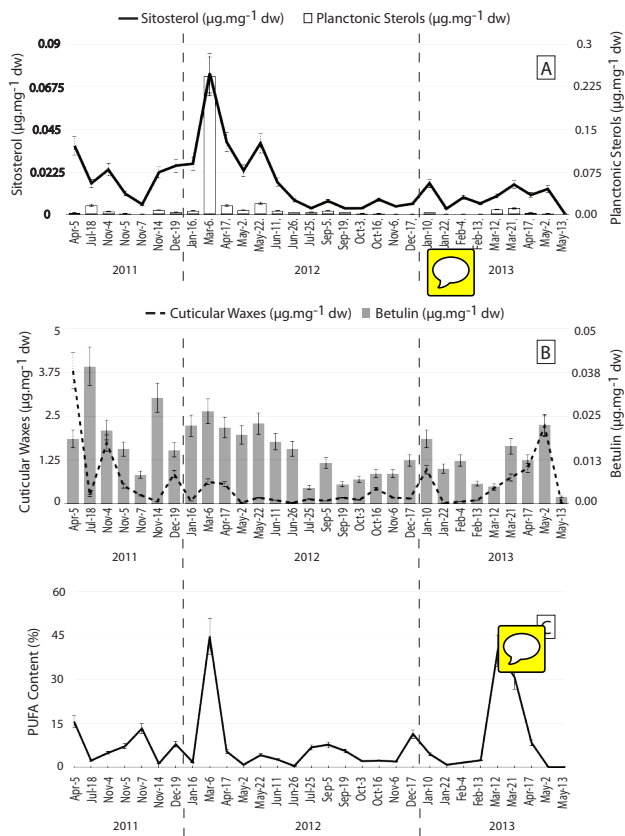 Sitosterol (µg.mg-1 dw) Planctonic Sterols (µg.mg-1 dw)
A
Sitosterol (µg.mg-1 dw)
0.09
0.0675
0.045
0.0225
0
Planctonic Sterols (µg.mg-1 dw)
0.3
0.225
0.15
0.075
0.00
Apr-5 Jul-18 Nov-4 Nov-5 Nov-7 Nov-14 Dec-19 Jan-16 Mar-6 Apr-17 May-22 Jun-11 Jun-26 Jul-25 Sep-5 Sep-19 Oct-3 Oct-16 Nov-6 Dec-17 Jan-10 Jan-22 Feb-4 Feb-13 Mar-12 Mar-21 Apr-17 May-2 May-13
2011 2012 2013
Cuticular Waxes (µg.mg-1 dw) Betulin (µg.mg-1 dw)
B
Cuticular Waxes (µg.mg-1 dw)
5
3.75
2.5
1.25
0
Betulin (µg.mg-1 dw)
0.05
0.038
0.025
0.013
0.00
Apr-5 Jul-18 Nov-4 Nov-5 Nov-7 Nov-14 Dec-19 Jan-16 Mar-6 Apr-17 May-2 May-22 Jun-11 Jun-26 Jul-25 Sep-5 Sep-19 Oct-3 Oct-16 Nov-6 Dec-17 Jan-10 Jan-22 Feb-4 Feb-13 Mar-12 Mar-21 Apr-17 May-2 May-13
2011 2012 2013
C
PUFA Content (%)
60
45
30
15
0
Apr-5 Jul-18 Nov-4 Nov-5 Nov-7 Nov-14 Dec-19 Jan-16 Mar-6 Apr-17 May-2 May-22 Jun-11 Jun-26 Jul-25 Sep-5 Sep-19 Oct-3 Oct-16 Nov-6 Dec-17 Jan-10 Jan-22 Feb-4 Feb-13 Mar-12 Mar-21 Apr-17 May-2 May-13
2011 2012 2013